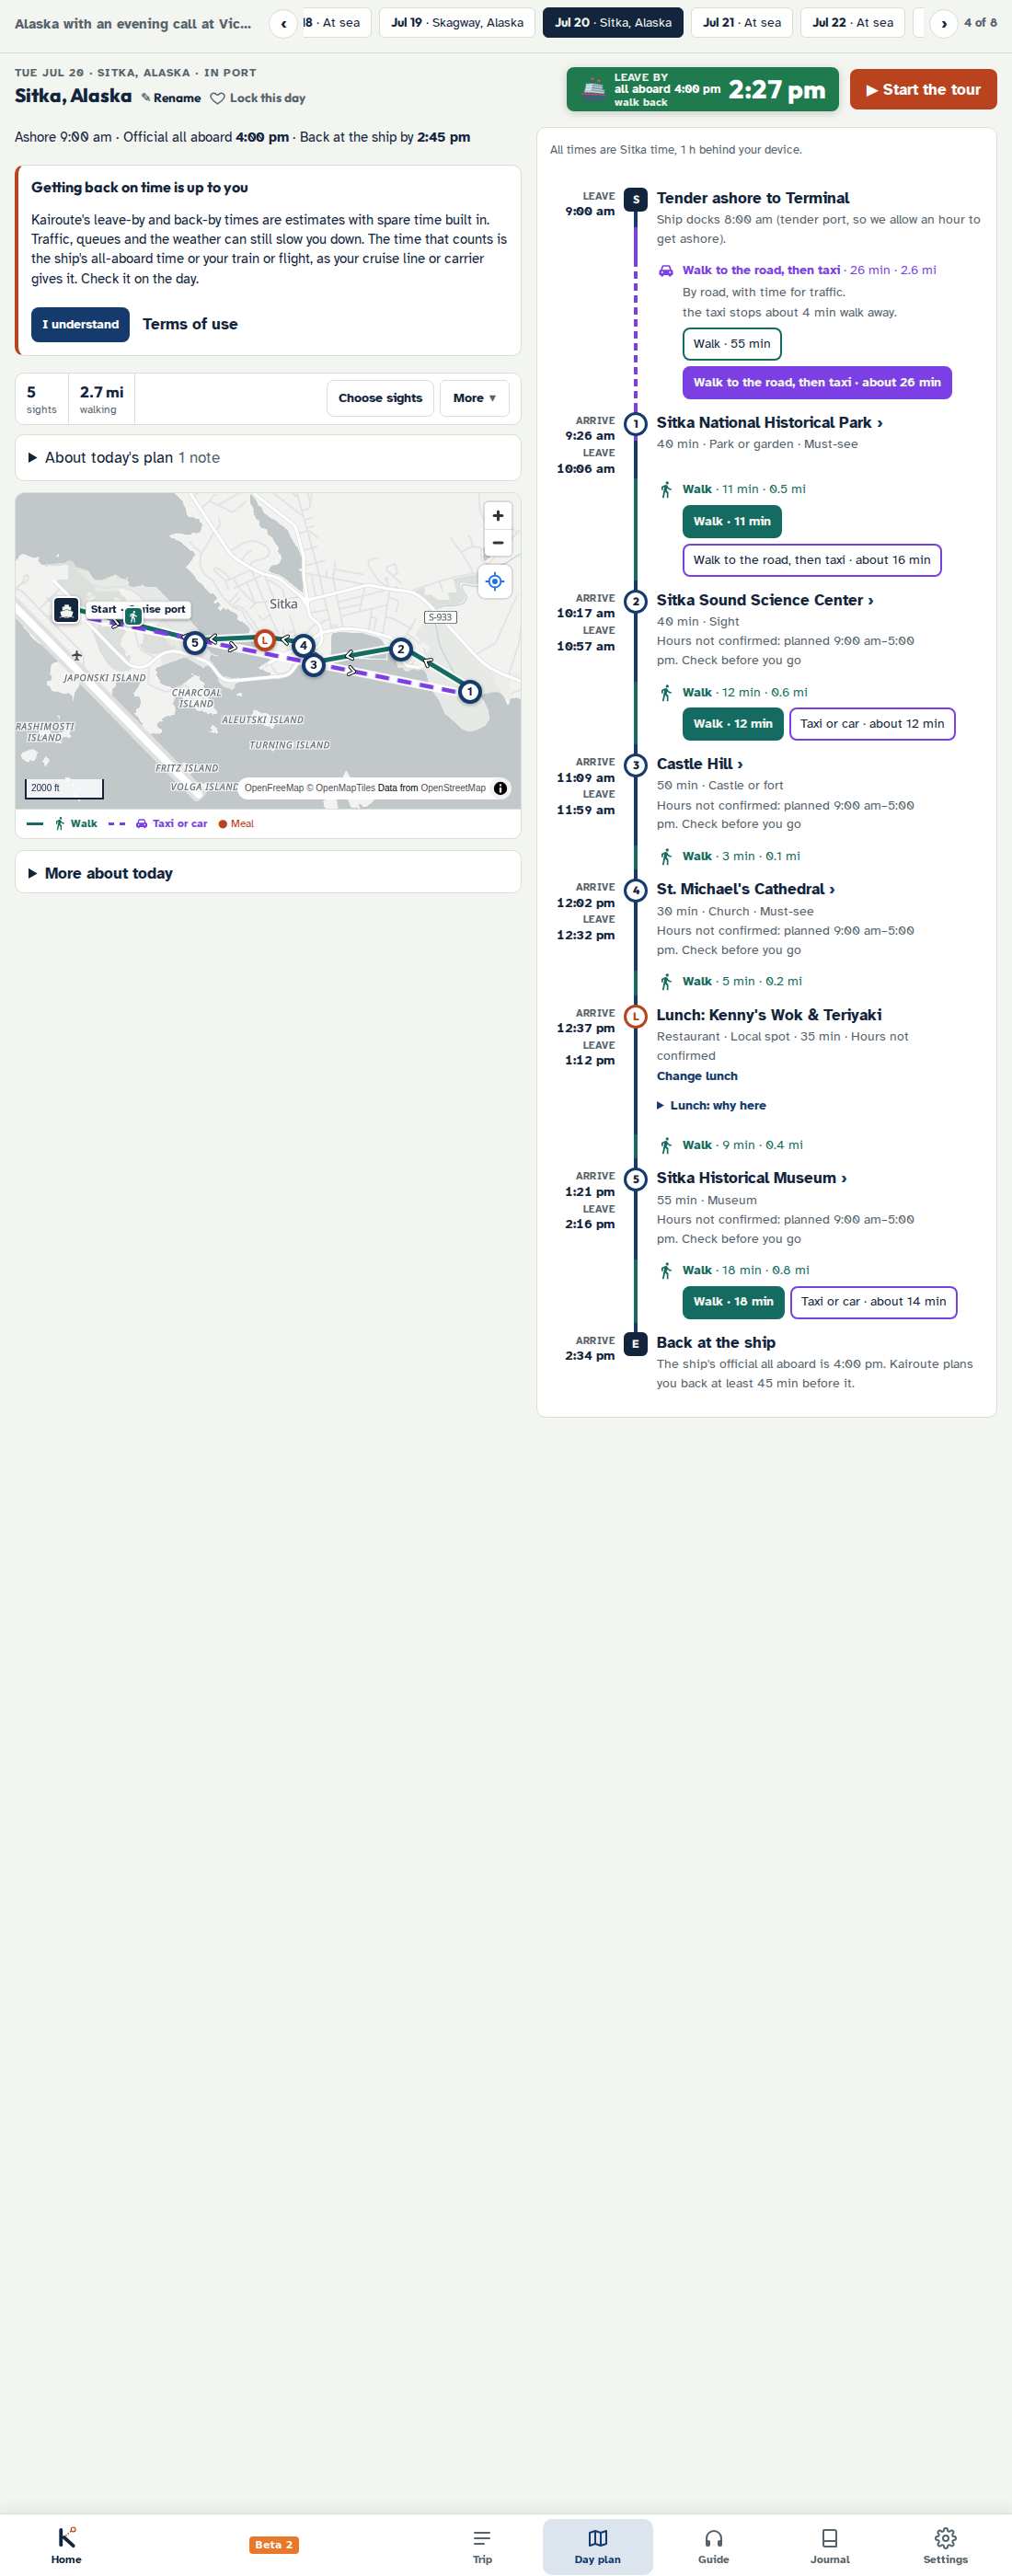 Alaska with an evening call at Vic...
‹
18 · At sea
Jul 19 · Skagway, Alaska
Jul 20 · Sitka, Alaska
Jul 21 · At sea
Jul 22 · At sea
›
4 of 8
TUE JUL 20 · SITKA, ALASKA · IN PORT
Sitka, Alaska
✎ Rename
Lock this day
LEAVE BY
all aboard 4:00 pm
walk back
2:27 pm
▶ Start the tour
Ashore 9:00 am · Official all aboard 4:00 pm · Back at the ship by 2:45 pm
Getting back on time is up to you
Kairoute's leave-by and back-by times are estimates with spare time built in.
Traffic, queues and the weather can still slow you down. The time that counts is
the ship's all-aboard time or your train or flight, as your cruise line or carrier
gives it. Check it on the day.
I understand
Terms of use
5
sights
2.7 mi
walking
Choose sights
More ▼
▶ About today's plan 1 note
+
−
Start ·
ise port
Sitka
S-933
5
L
4
3
2
1
JAPONSKI ISLAND
CHARCOAL
ISLAND
ALEUTSKI ISLAND
RASHIMOSTI
ISLAND
TURNING ISLAND
FRITZ ISLAND
VOLGA ISLAND
2000 ft
OpenFreeMap © OpenMapTiles Data from OpenStreetMap
Walk
Taxi or car
Meal
▶ More about today
All times are Sitka time, 1 h behind your device.
LEAVE
9:00 am
S
Tender ashore to Terminal
Ship docks 8:00 am (tender port, so we allow an hour to
get ashore).
Walk to the road, then taxi · 26 min · 2.6 mi
By road, with time for traffic.
the taxi stops about 4 min walk away.
Walk · 55 min
Walk to the road, then taxi · about 26 min
ARRIVE
9:26 am
LEAVE
10:06 am
1
Sitka National Historical Park ›
40 min · Park or garden · Must-see
Walk · 11 min · 0.5 mi
Walk · 11 min
Walk to the road, then taxi · about 16 min
ARRIVE
10:17 am
LEAVE
10:57 am
2
Sitka Sound Science Center ›
40 min · Sight
Hours not confirmed: planned 9:00 am–5:00
pm. Check before you go
Walk · 12 min · 0.6 mi
Walk · 12 min
Taxi or car · about 12 min
ARRIVE
11:09 am
LEAVE
11:59 am
3
Castle Hill ›
50 min · Castle or fort
Hours not confirmed: planned 9:00 am–5:00
pm. Check before you go
Walk · 3 min · 0.1 mi
ARRIVE
12:02 pm
LEAVE
12:32 pm
4
St. Michael's Cathedral ›
30 min · Church · Must-see
Hours not confirmed: planned 9:00 am–5:00
pm. Check before you go
Walk · 5 min · 0.2 mi
ARRIVE
12:37 pm
LEAVE
1:12 pm
L
Lunch: Kenny's Wok & Teriyaki
Restaurant · Local spot · 35 min · Hours not
confirmed
Change lunch
▶ Lunch: why here
Walk · 9 min · 0.4 mi
ARRIVE
1:21 pm
LEAVE
2:16 pm
5
Sitka Historical Museum ›
55 min · Museum
Hours not confirmed: planned 9:00 am–5:00
pm. Check before you go
Walk · 18 min · 0.8 mi
Walk · 18 min
Taxi or car · about 14 min
ARRIVE
2:34 pm
E
Back at the ship
The ship's official all aboard is 4:00 pm. Kairoute plans
you back at least 45 min before it.
Home
Beta 2
Trip
Day plan
Guide
Journal
Settings